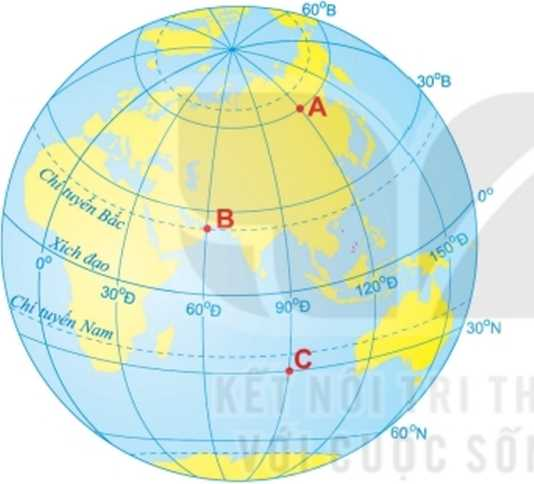 60°B
30°B
A
Chí tuyến Bắc
B
0°
Xích đạo
0°
30°Đ
60°Đ
90°Đ
120°Đ
150°Đ
Chí tuyến Nam
30°N
C
KẾT NỐI TRI TH
60°N
VỚI CUỘC SỐN